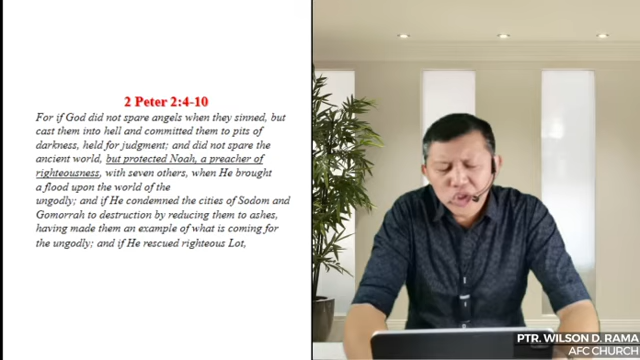 2 Peter 2:4-10
For if God did not spare angels when they sinned, but
cast them into hell and committed them to pits of
darkness, held for judgment; and did not spare the
ancient world, but protected Noah, a preacher of
righteousness, with seven others, when He brought
a flood upon the world of the
ungodly; and if He condemned the cities of Sodom and
Gomorrah to destruction by reducing them to ashes,
having made them an example of what is coming for
the ungodly; and if He rescued righteous Lot,
PTR. WILSON D. RAMA
AFC CHURCH